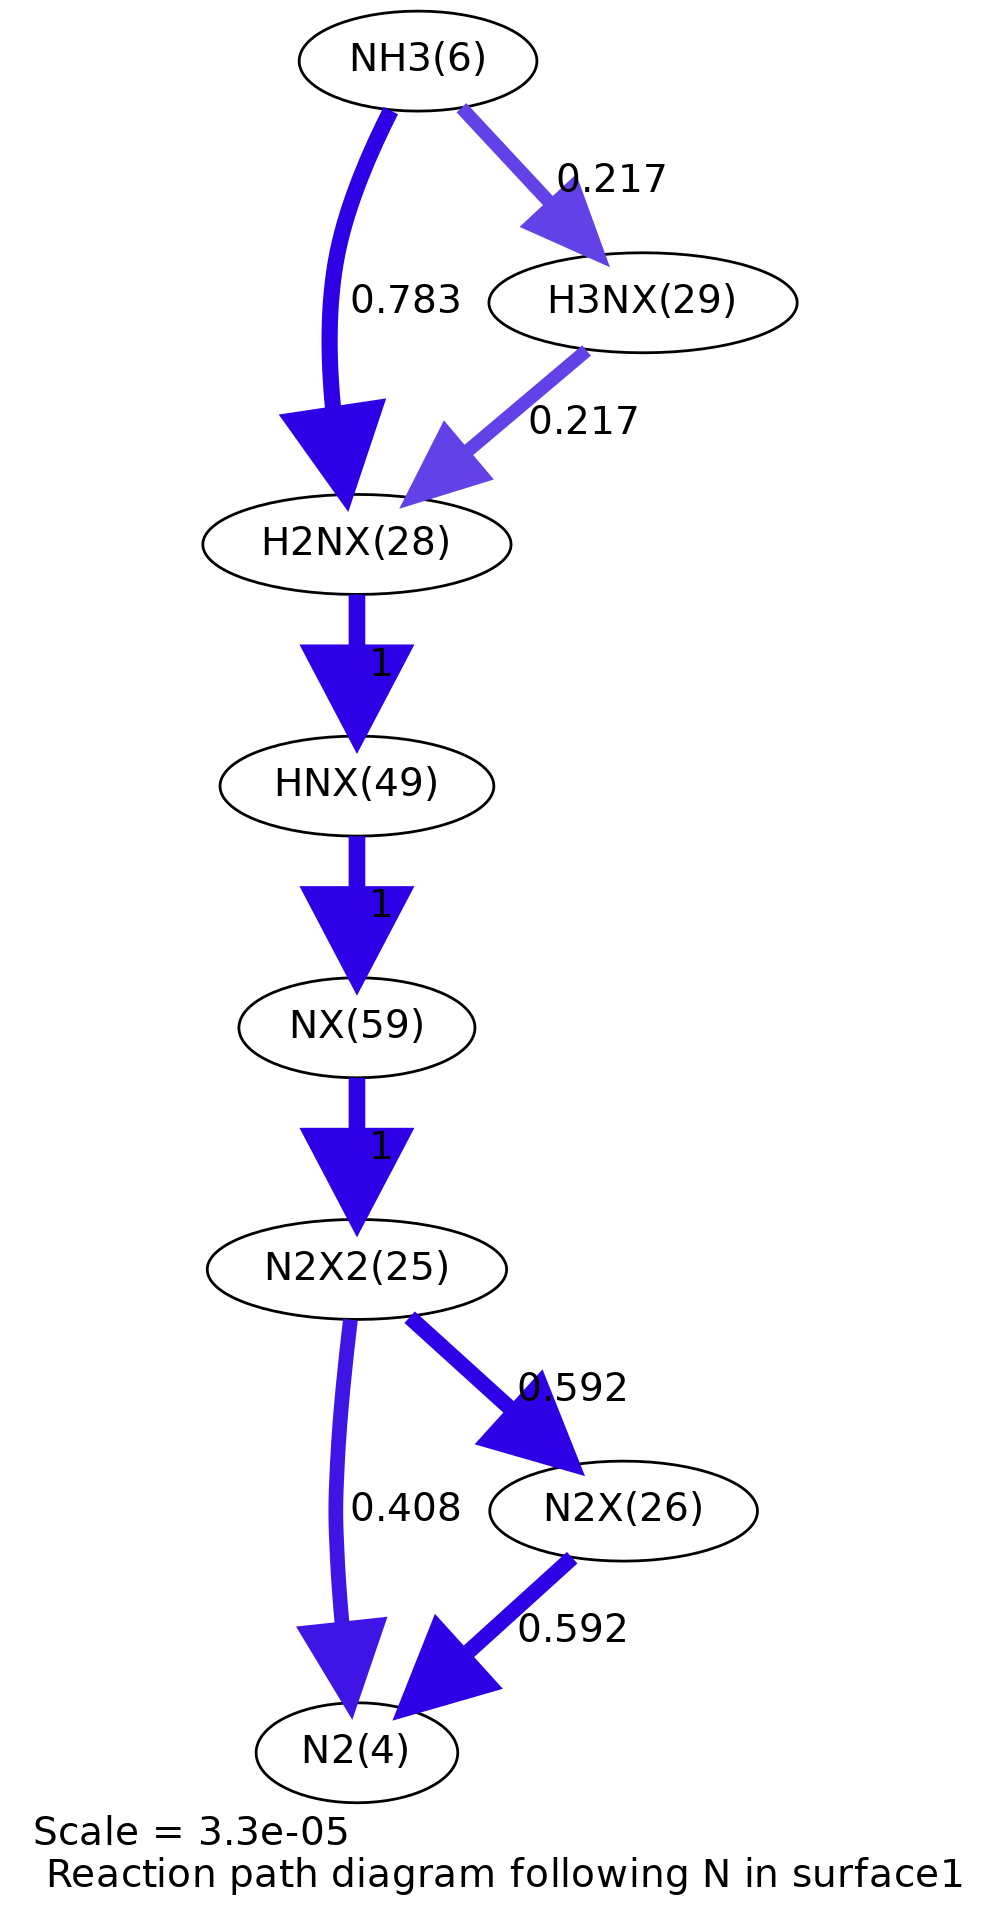 NH3(6)
0.217
0.783
H3NX(29)
0.217
H2NX(28)
1
HNX(49)
1
NX(59)
1
N2X2(25)
0.592
0.408
N2X(26)
0.592
N2(4)
Scale = 3.3e-05
Reaction path diagram following N in surface1